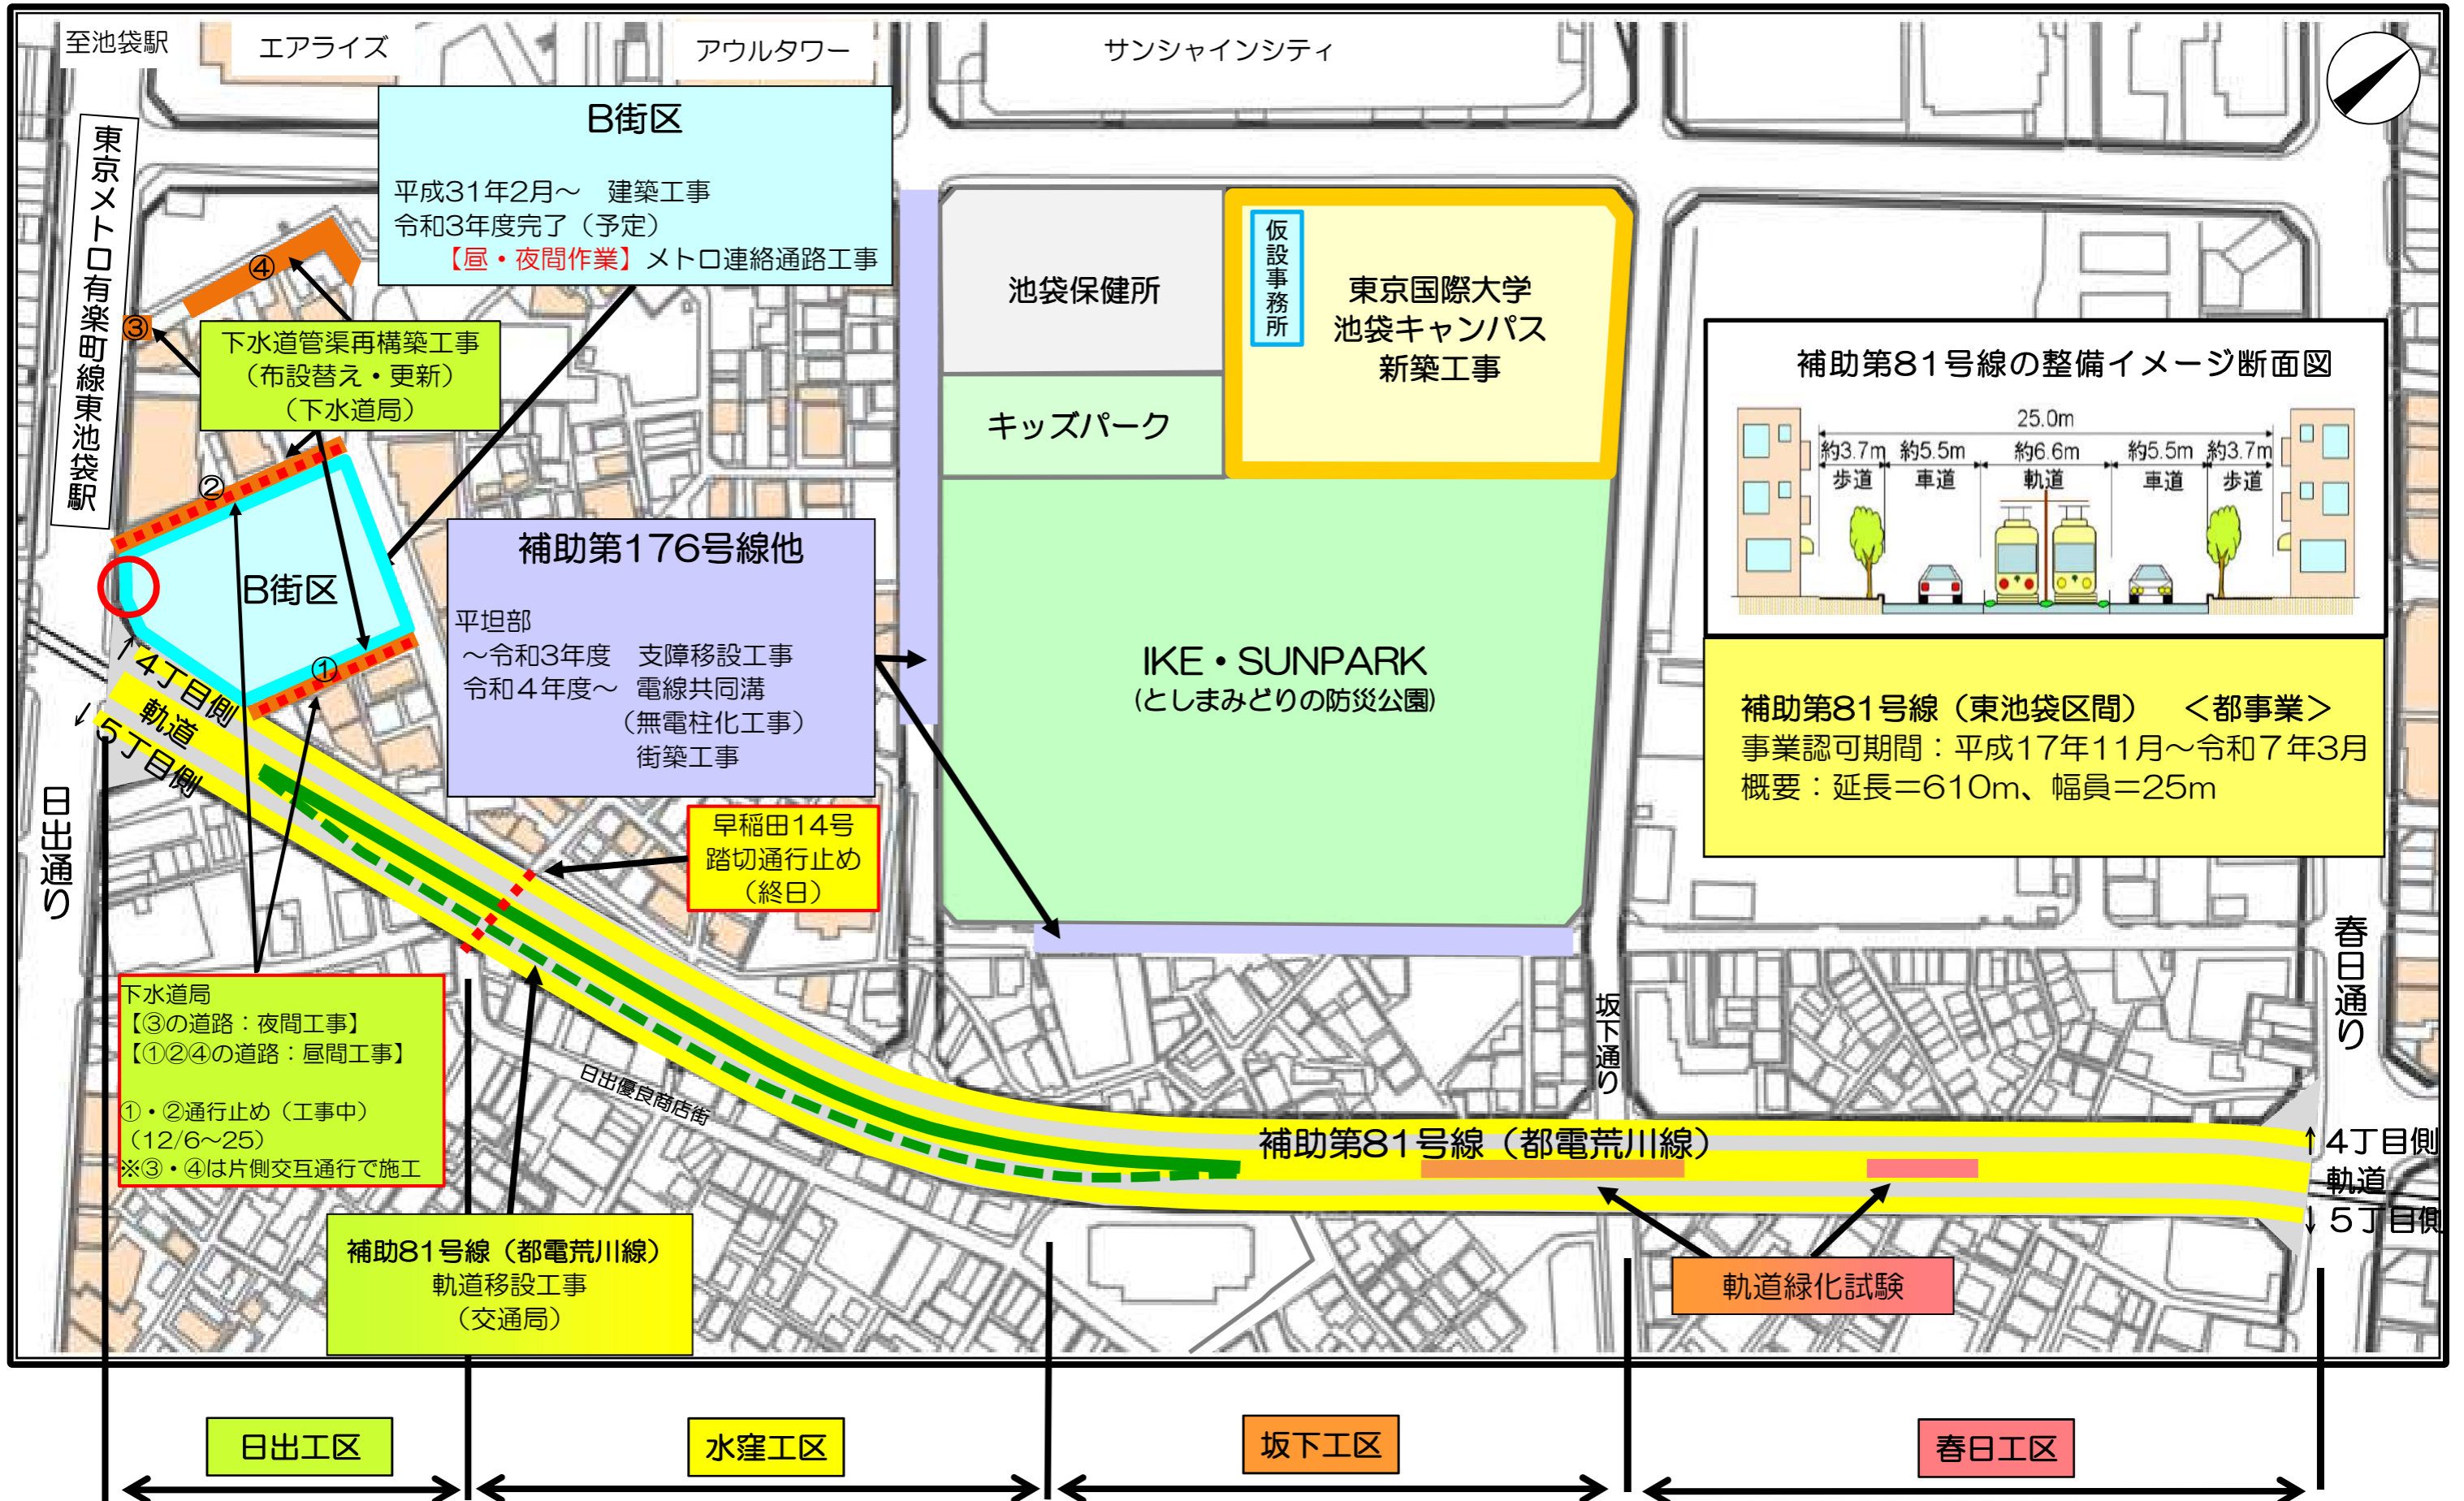 至池袋駅
エアライズ
アウルタワー
サンシャインシティ
東京メトロ有楽町線東池袋駅
B街区
平成31年2月～　建築工事
令和3年度完了（予定）
【昼・夜間作業】メトロ連絡通路工事
④
③
下水道管渠再構築工事
（布設替え・更新）
（下水道局）
②
B街区
①
池袋保健所
キッズパーク
仮設事務所
東京国際大学
池袋キャンパス
新築工事
IKE・SUNPARK
(としまみどりの防災公園)
補助第81号線の整備イメージ断面図
25.0m
約3.7m 約5.5m 約6.6m 約5.5m 約3.7m
歩道 車道 軌道 車道 歩道
補助第81号線（東池袋区間）　＜都事業＞
事業認可期間：平成17年11月～令和7年3月
概要：延長＝610m、幅員＝25m
補助第176号線他
平坦部
～令和3年度　支障移設工事
令和4年度～　電線共同溝
（無電柱化工事）
街築工事
↑4丁目側
軌道
↓5丁目側
日出通り
早稲田14号
踏切通行止め
（終日）
下水道局
【③の道路：夜間工事】
【①②④の道路：昼間工事】
①・②通行止め（工事中）
（12/6～25）
※③・④は片側交互通行で施工
日出優良商店街
坂下通り
春日通り
補助第81号線（都電荒川線）
↑4丁目側
軌道
↓5丁目側
補助81号線（都電荒川線）
軌道移設工事
（交通局）
軌道緑化試験
日出工区
水窪工区
坂下工区
春日工区